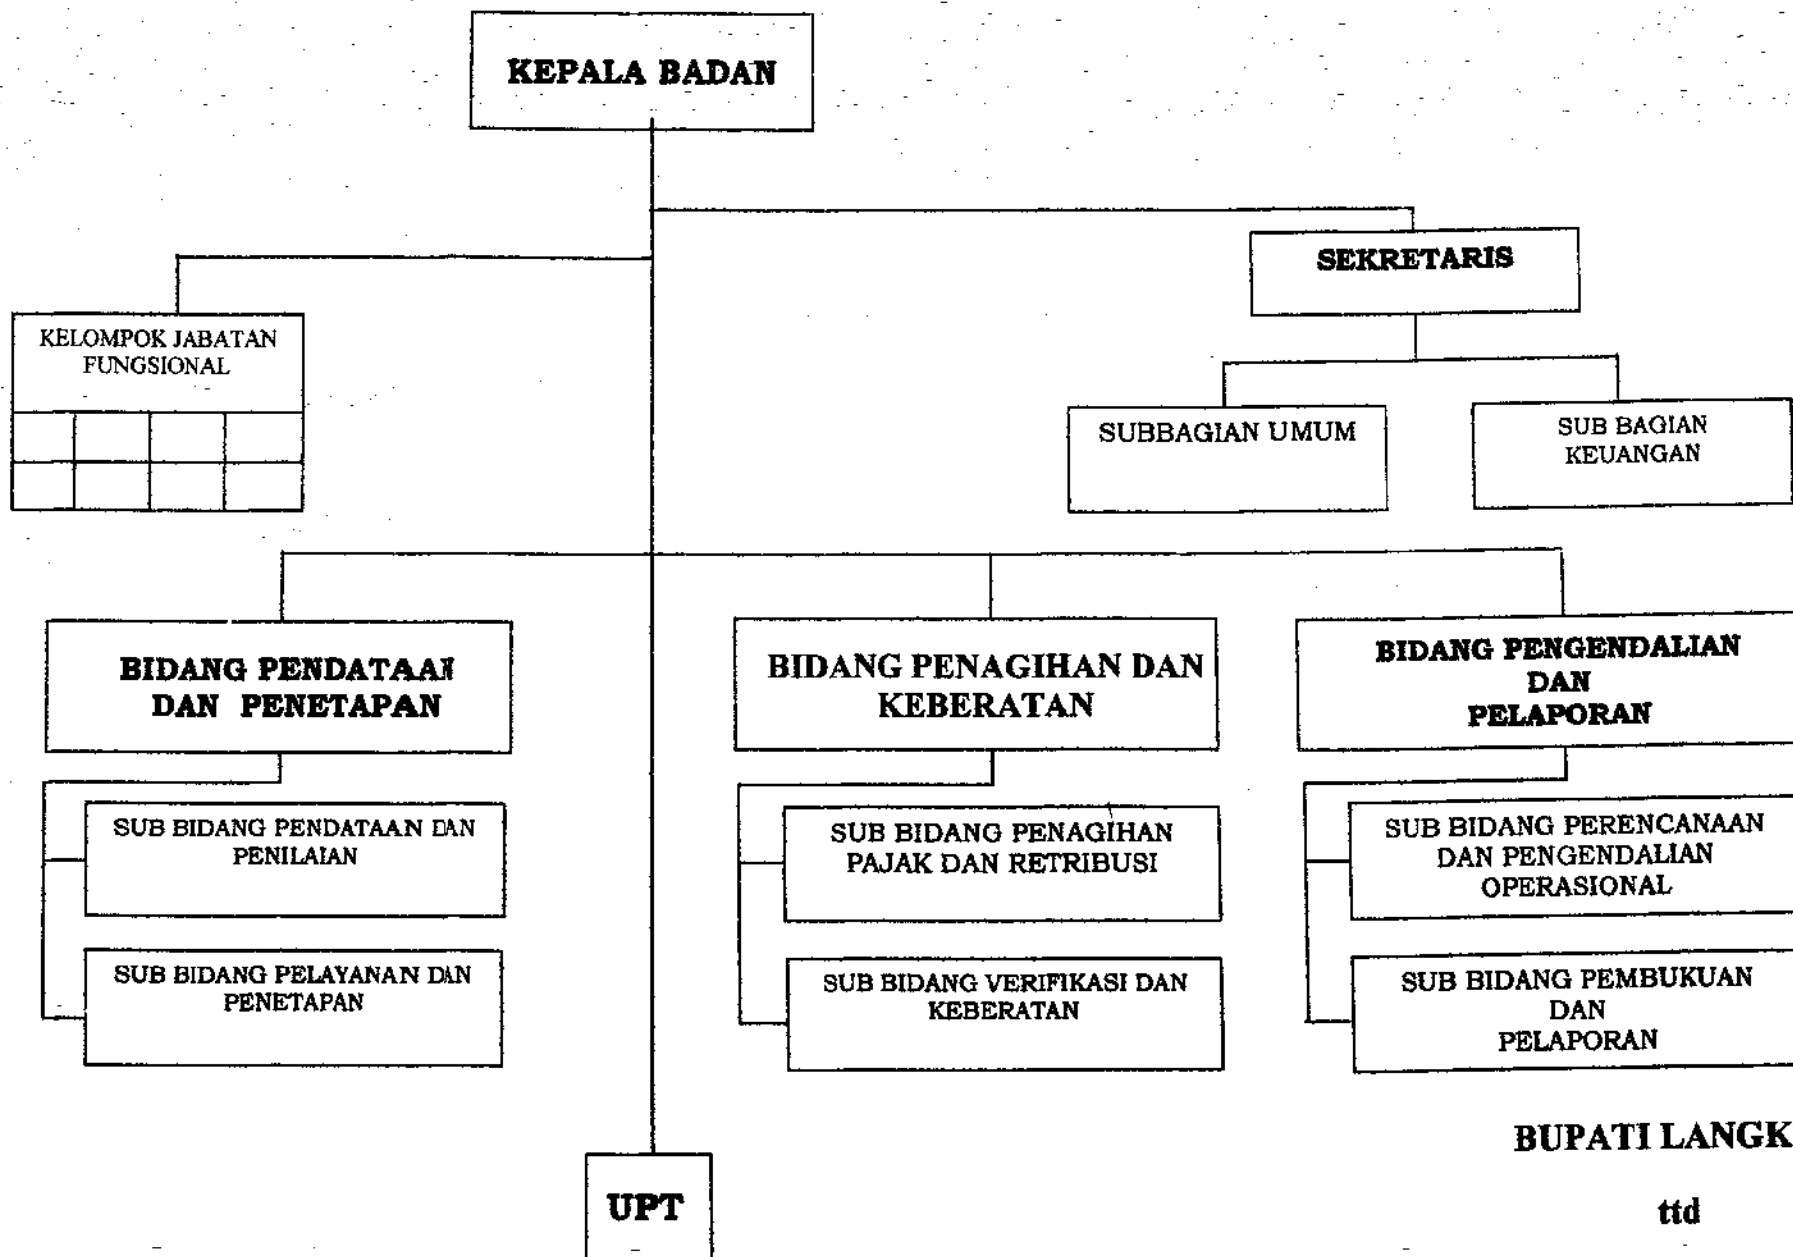 KEPALA BADAN
SEKRETARIS
KELOMPOK JABATAN
FUNGSIONAL
SUBBAGIAN UMUM
SUB BAGIAN
KEUANGAN
BIDANG PENDATAAN
DAN PENETAPAN
BIDANG PENAGIHAN DAN
KEBERATAN
BIDANG PENGENDALIAN
DAN
PELAPORAN
SUB BIDANG PENDATAAN DAN
PENILAIAN
SUB BIDANG PENAGIHAN
PAJAK DAN RETRIBUSI
SUB BIDANG PERENCANAAN
DAN PENGENDALIAN
OPERASIONAL
SUB BIDANG PELAYANAN DAN
PENETAPAN
SUB BIDANG VERIFIKASI DAN
KEBERATAN
SUB BIDANG PEMBUKUAN
DAN
PELAPORAN
BUPATI LANGK
UPT
ttd